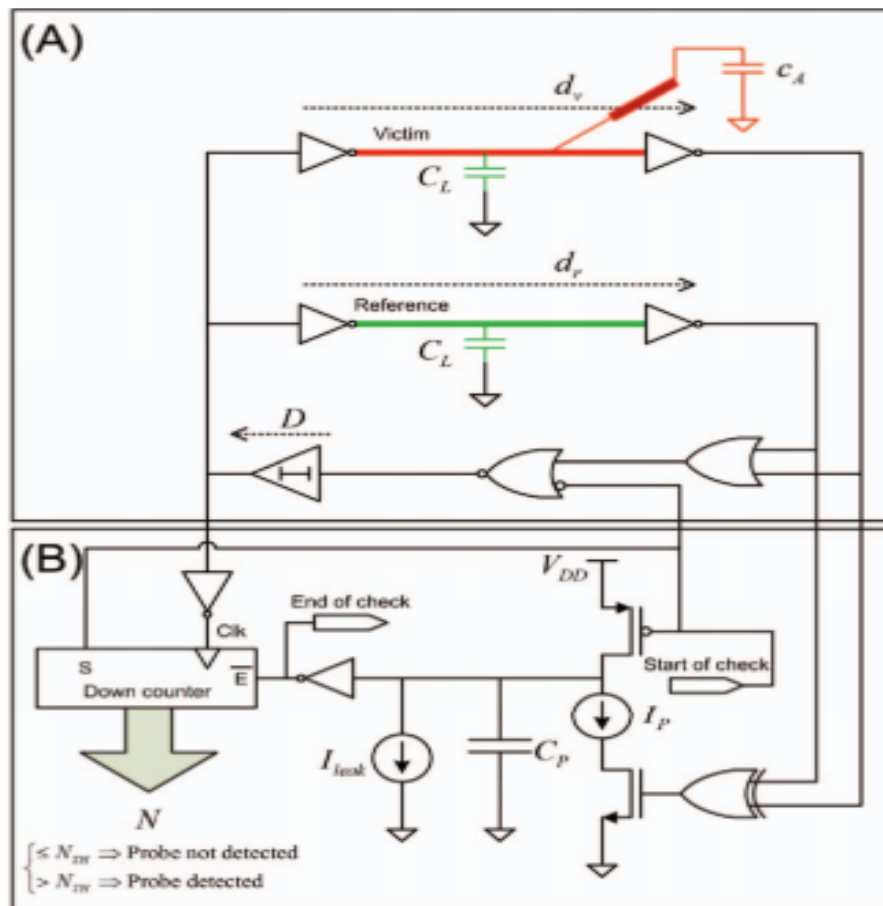 (A)
d_v
c_A
Victim
C_L
d_r
Reference
C_L
D
(B)
V_DD
End of check
Clk
S
E
Start of check
Down counter
I_P
I_leak
C_P
N
≤ N_TH ⇒ Probe not detected
> N_TH ⇒ Probe detected